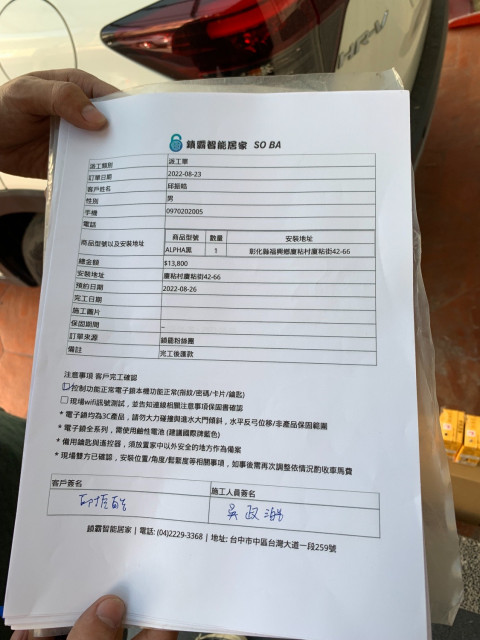 HR-V
鎖霸智能居家 SO BA
派工類別 派工單
訂單日期 2022-08-23
客戶姓名 邱振皓
性別 男
手機 0970202005
電話
商品型號以及安裝地址 商品型號 數量 安裝地址
ALPHA黑 1 彰化縣福興鄉廈粘村廈粘街42-66
總金額 $13,800
安裝地址 廈粘村廈粘街42-66
預約日期 2022-08-26
完工日期
施工圖片
保固期間 –
訂單來源 鎖霸粉絲團
備註 完工後匯款
注意事項 客戶完工確認
控制功能正常電子鎖本機功能正常(指紋/密碼/卡片/鑰匙)
現場wifi訊號測試，並告知連線相關注意事項保固書確認
* 電子鎖均為3C產品，請勿大力碰撞與進水大門傾斜，水平反弓位移/非產品保固範圍
* 電子鎖全系列，需使用鹼性電池 (建議國際牌藍色)
* 備用鑰匙與遙控器，須放置家中以外安全的地方作為備案
* 現場雙方已確認，安裝位置/角度/鬆緊度等相關事項，如事後需再次調整依情況酌收車馬費
客戶簽名 施工人員簽名
邱振皓 吳政
鎖霸智能居家 | 電話: (04)2229-3368 | 地址: 台中市中區台灣大道一段259號